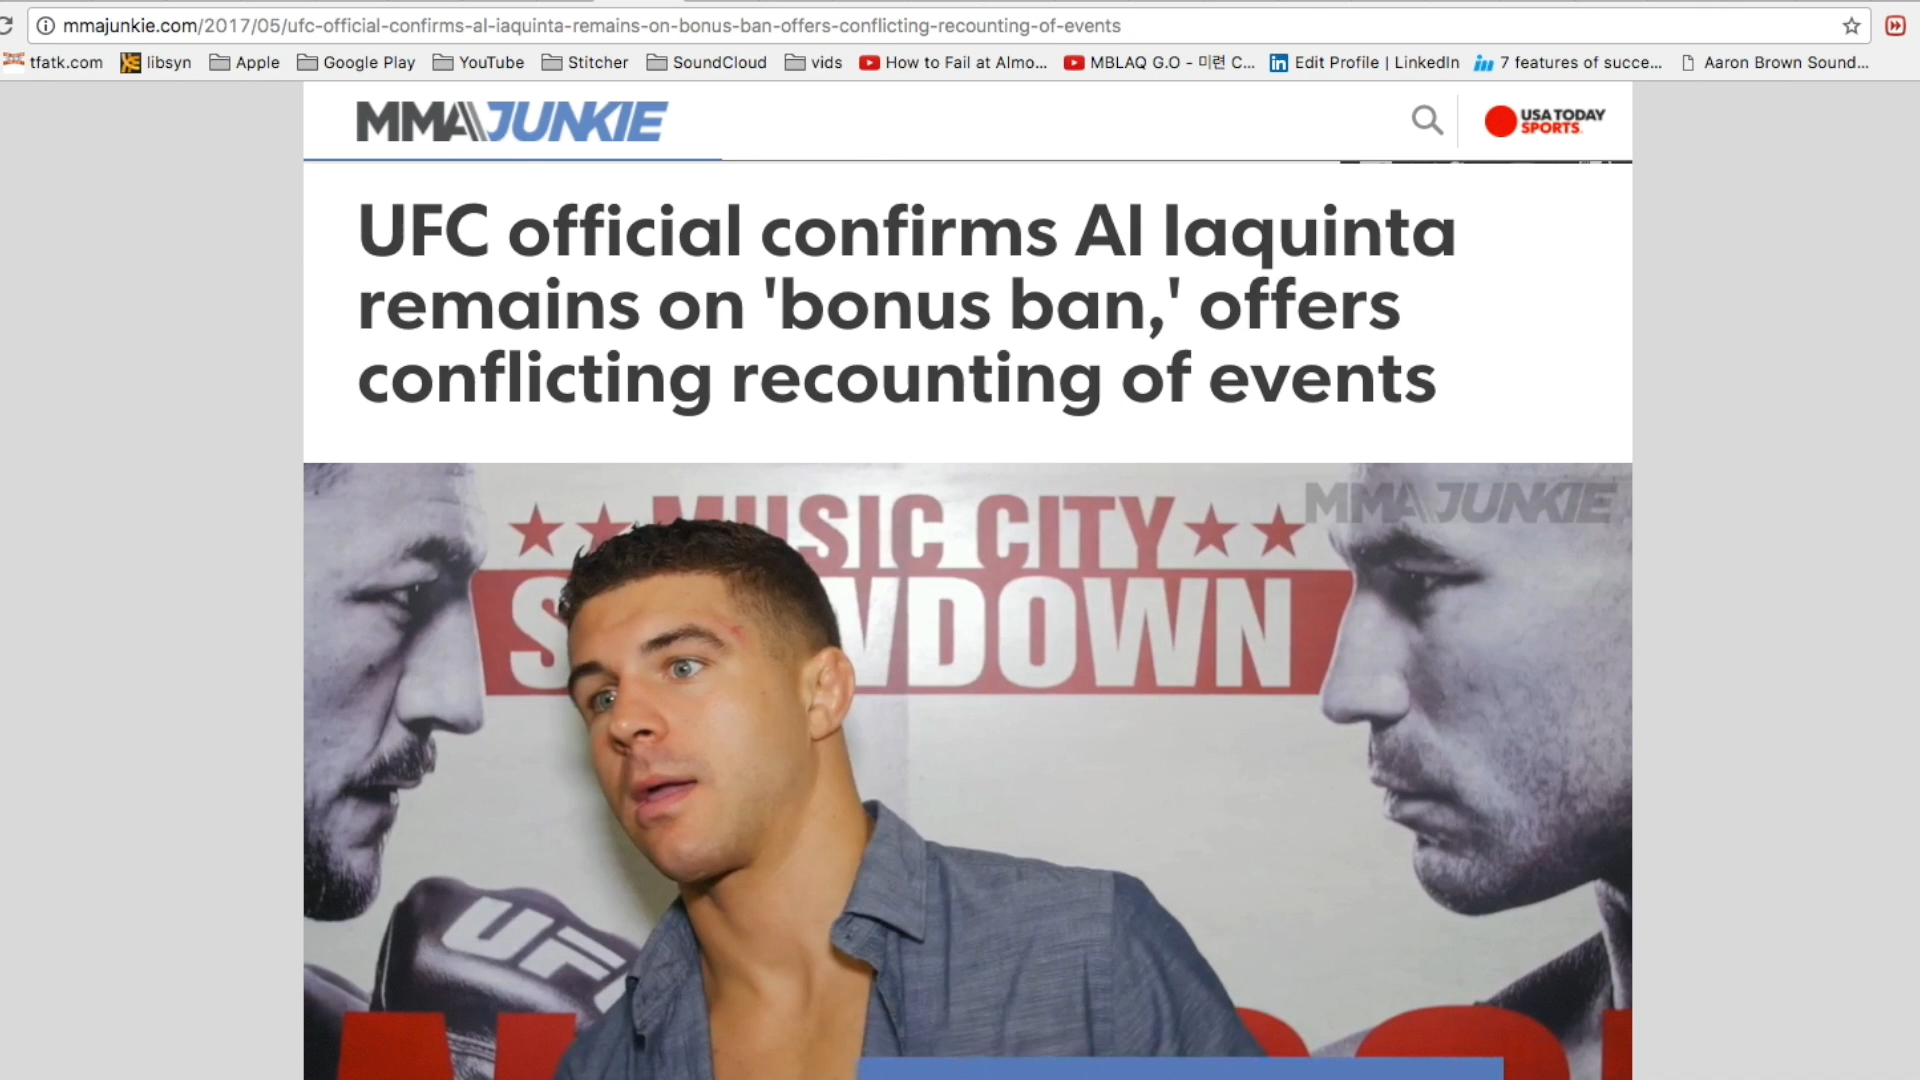 mmajunkie.com/2017/05/ufc-official-confirms-al-iaquinta-remains-on-bonus-ban-offers-conflicting-recounting-of-events
tfatk.com libsyn Apple Google Play YouTube Stitcher SoundCloud vids How to Fail at Almo... MBLAQ G.O - 미련 C... Edit Profile | LinkedIn 7 features of succe... Aaron Brown Sound...
MMAJUNKIE
USA TODAY
SPORTS
UFC official confirms Al Iaquinta
remains on 'bonus ban,' offers
conflicting recounting of events
MMAJUNKIE
MUSIC CITY
UFC